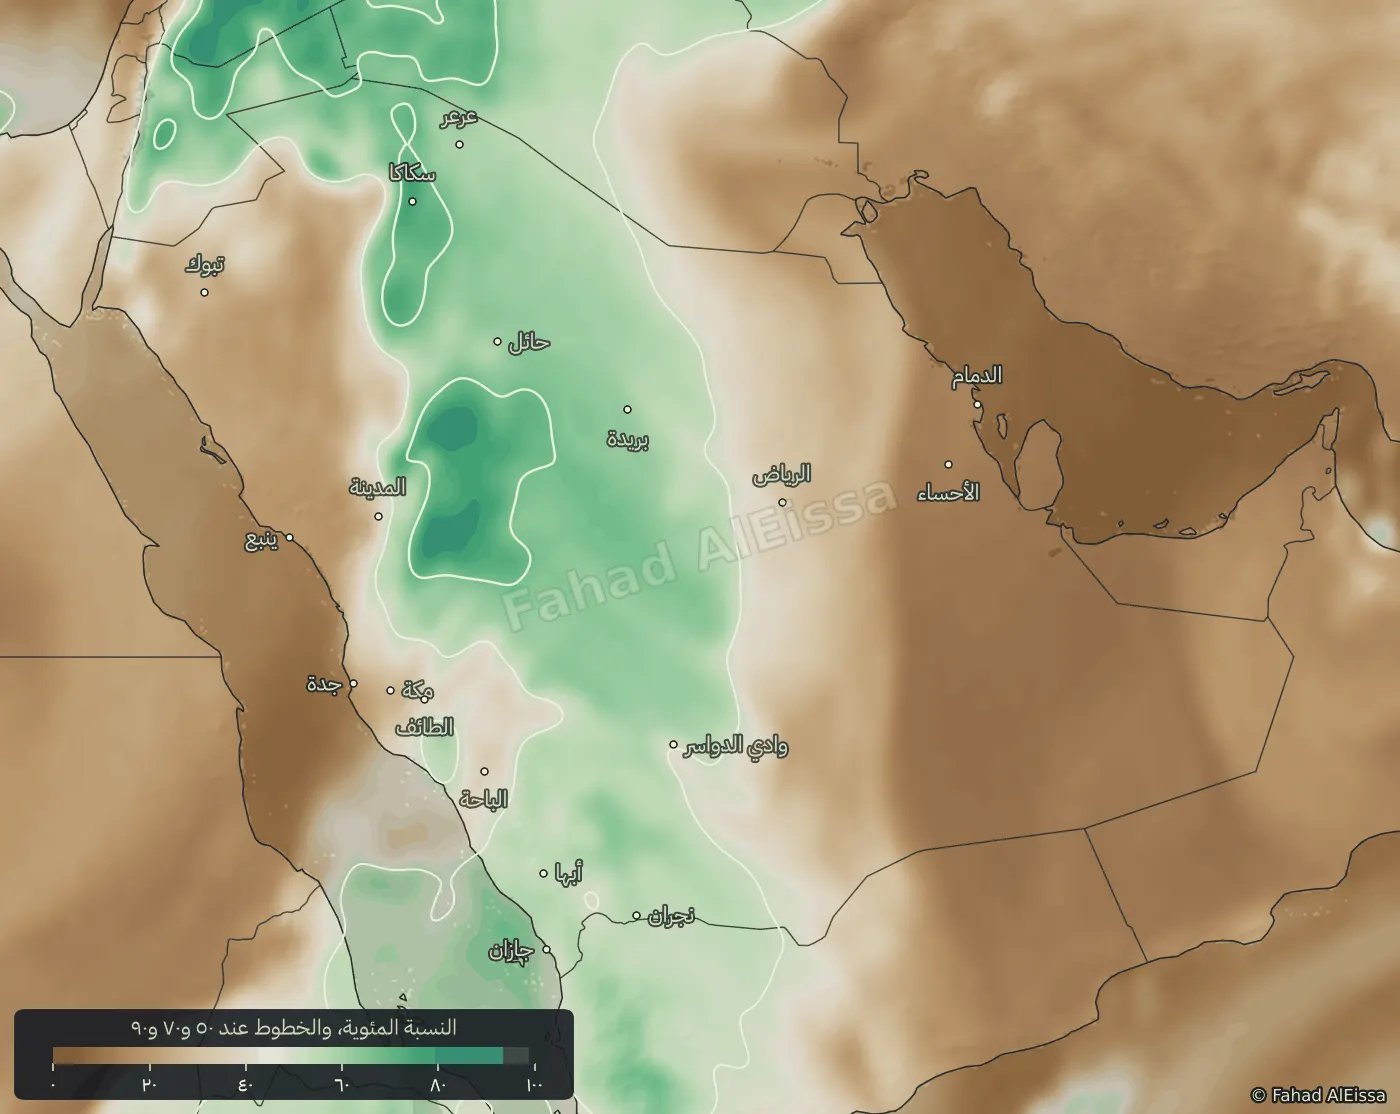 عرعر
سكاكا
تبوك
حائل
الدمام
بريدة
الرياض
المدينة
الأحساء
ينبع
Fahad AlEissa
جدة
مكة
الطائف
وادي الدواسر
الباحة
أبها
نجران
جازان
النسبة المئوية، والخطوط عند ٥٠ و٧٠ و٩٠
٠ ٢٠ ٤٠ ٦٠ ٨٠ ١٠٠
© Fahad AlEissa